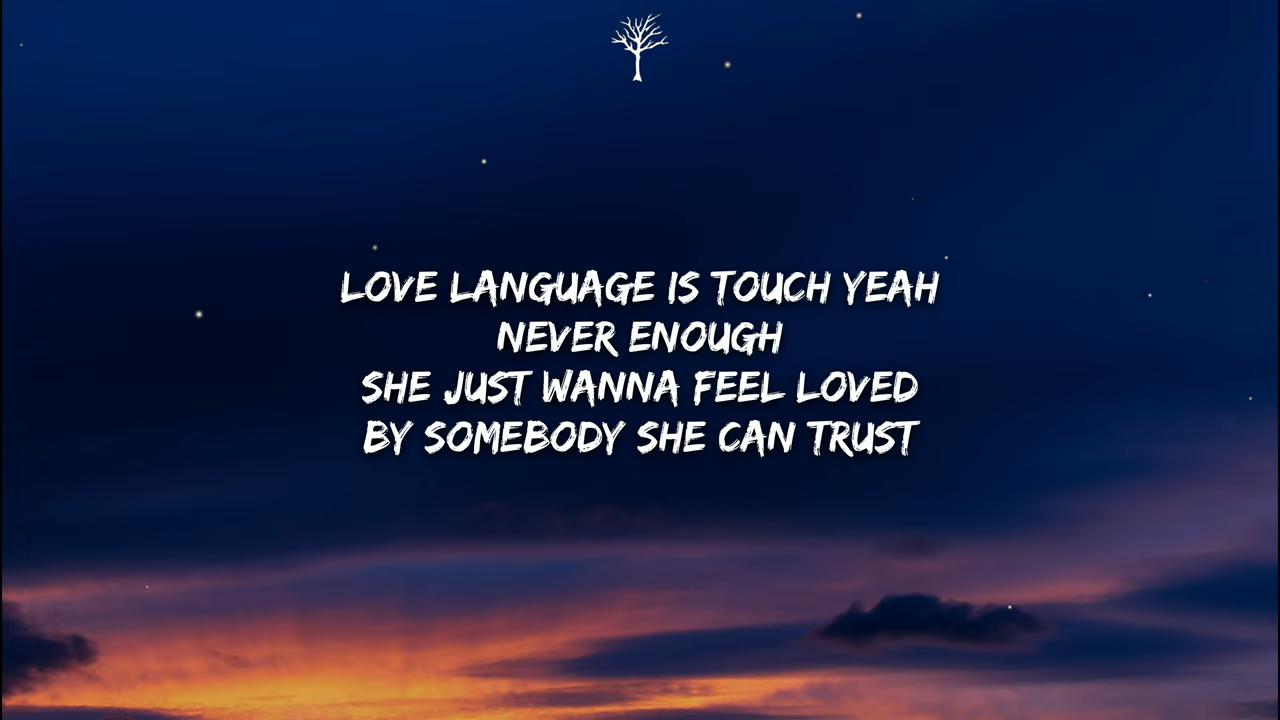 LOVE LANGUAGE IS TOUCH YEAH
NEVER ENOUGH
SHE JUST WANNA FEEL LOVED
BY SOMEBODY SHE CAN TRUST